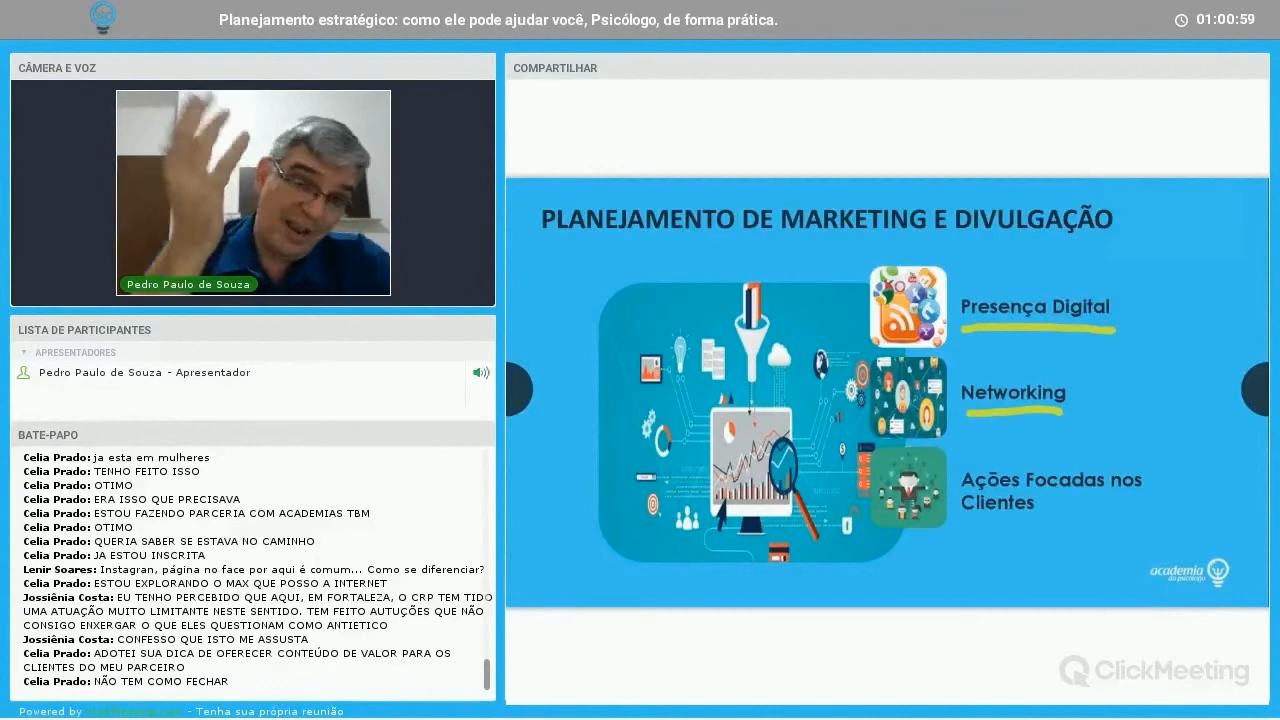 Planejamento estratégico: como ele pode ajudar você, Psicólogo, de forma prática.
01:00:59
CÂMERA E VOZ
Pedro Paulo de Souza
LISTA DE PARTICIPANTES
APRESENTADORES
Pedro Paulo de Souza - Apresentador
BATE-PAPO
Celia Prado: ja esta em mulheres
Celia Prado: TENHO FEITO ISSO
Celia Prado: OTIMO
Celia Prado: ERA ISSO QUE PRECISAVA
Celia Prado: ESTOU FAZENDO PARCERIA COM ACADEMIAS TBM
Celia Prado: OTIMO
Celia Prado: QUERIA SABER SE ESTAVA NO CAMINHO
Celia Prado: JA ESTOU INSCRITA
Lenir Soares: Instagran, página no face por aqui é comum... Como se diferenciar?
Celia Prado: ESTOU EXPLORANDO O MAX QUE POSSO A INTERNET
Jossiênia Costa: EU TENHO PERCEBIDO QUE AQUI, EM FORTALEZA, O CRP TEM TIDO
UMA ATUAÇÃO MUITO LIMITANTE NESTE SENTIDO. TEM FEITO AUTUÇÕES QUE NÃO
CONSIGO ENXERGAR O QUE ELES QUESTIONAM COMO ANTIETICO
Jossiênia Costa: CONFESSO QUE ISTO ME ASSUSTA
Celia Prado: ADOTEI SUA DICA DE OFERECER CONTEÚDO DE VALOR PARA OS
CLIENTES DO MEU PARCEIRO
Celia Prado: NÃO TEM COMO FECHAR
Powered by - Tenha sua própria reunião
COMPARTILHAR
PLANEJAMENTO DE MARKETING E DIVULGAÇÃO
Presença Digital
Networking
Ações Focadas nos
Clientes
academia
do psicólogo
ClickMeeting